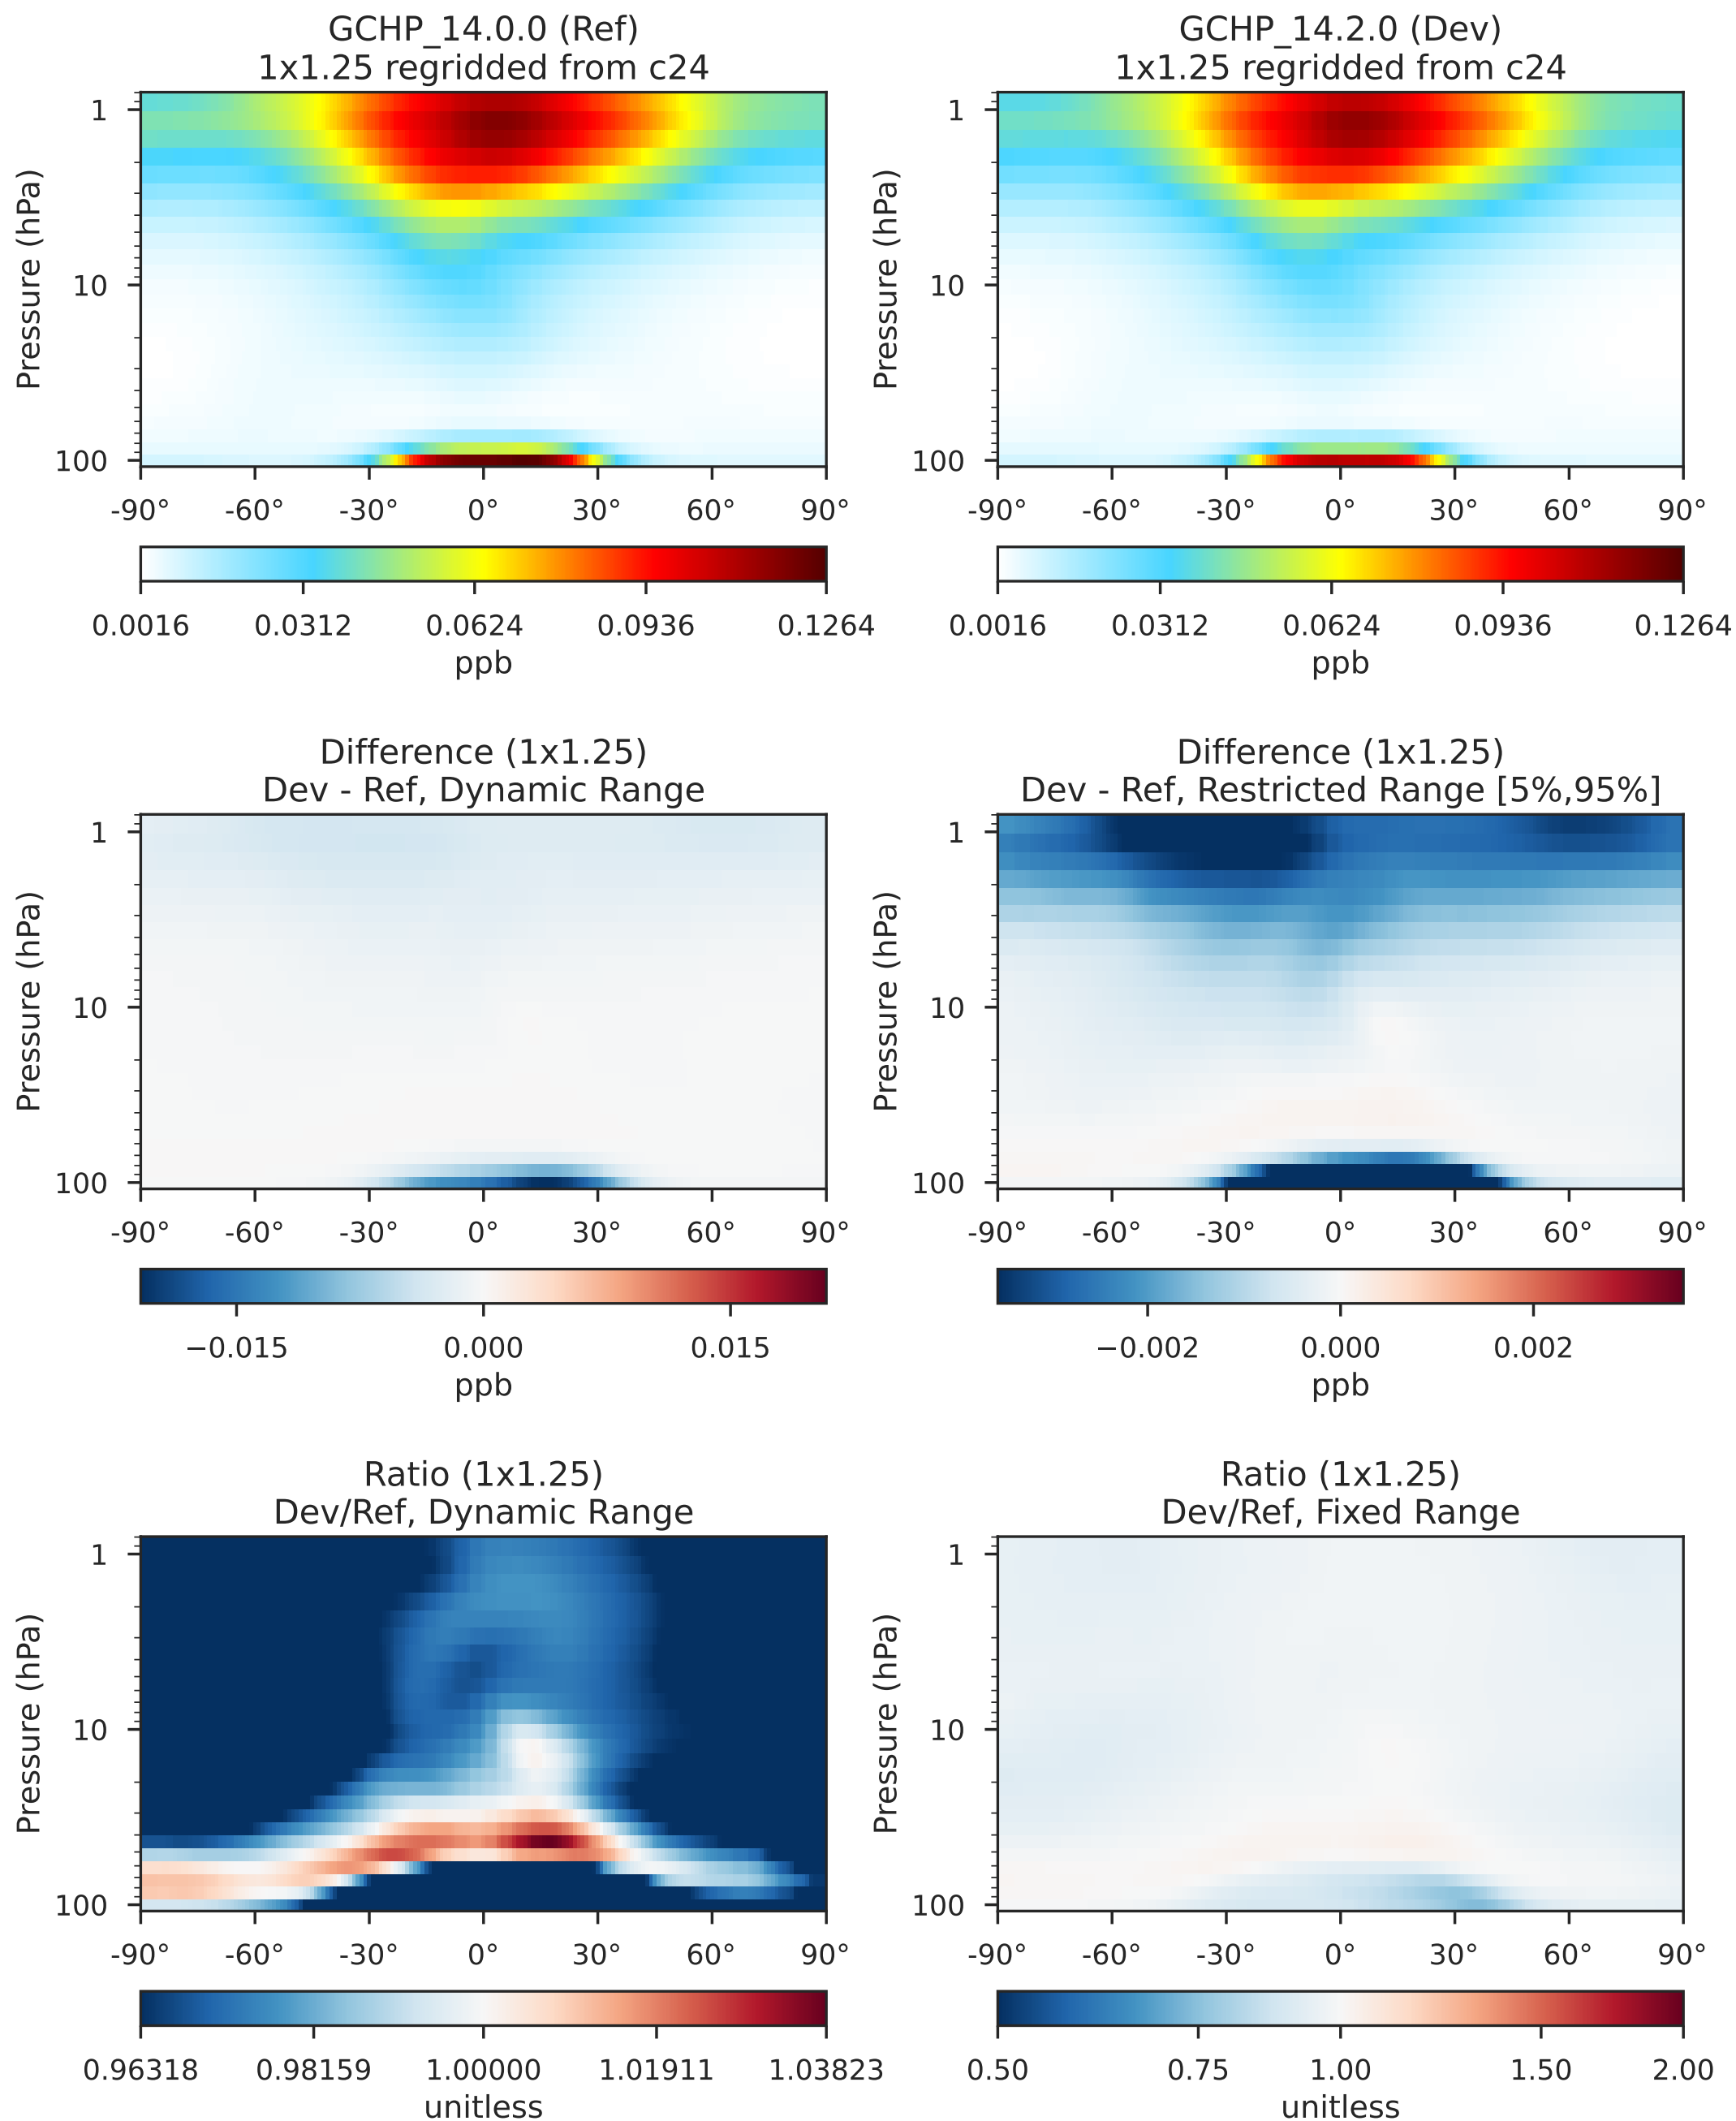 GCHP_14.0.0 (Ref)
1x1.25 regridded from c24
Pressure (hPa)
1
10
100
-90° -60° -30° 0° 30° 60° 90°
0.0016 0.0312 0.0624 0.0936 0.1264
ppb
GCHP_14.2.0 (Dev)
1x1.25 regridded from c24
Pressure (hPa)
1
10
100
-90° -60° -30° 0° 30° 60° 90°
0.0016 0.0312 0.0624 0.0936 0.1264
ppb
Difference (1x1.25)
Dev - Ref, Dynamic Range
Pressure (hPa)
1
10
100
-90° -60° -30° 0° 30° 60° 90°
−0.015 0.000 0.015
ppb
Difference (1x1.25)
Dev - Ref, Restricted Range [5%,95%]
Pressure (hPa)
1
10
100
-90° -60° -30° 0° 30° 60° 90°
−0.002 0.000 0.002
ppb
Ratio (1x1.25)
Dev/Ref, Dynamic Range
Pressure (hPa)
1
10
100
-90° -60° -30° 0° 30° 60° 90°
0.96318 0.98159 1.00000 1.01911 1.03823
unitless
Ratio (1x1.25)
Dev/Ref, Fixed Range
Pressure (hPa)
1
10
100
-90° -60° -30° 0° 30° 60° 90°
0.50 0.75 1.00 1.50 2.00
unitless